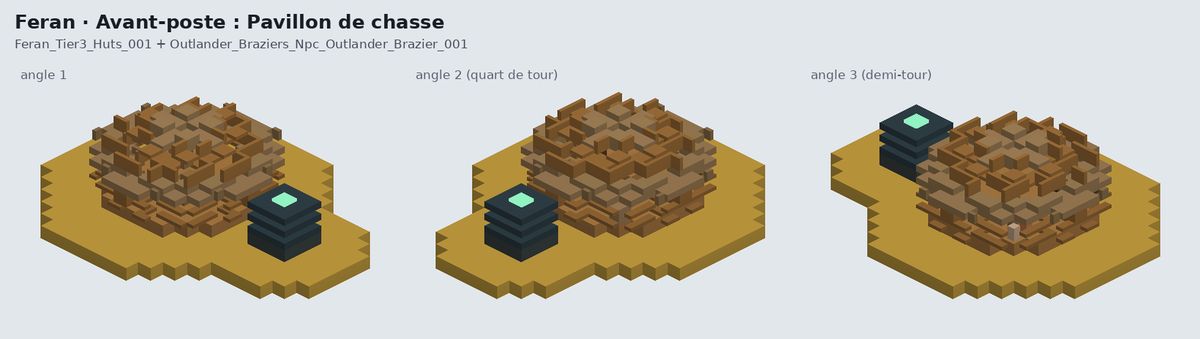 Feran · Avant-poste : Pavillon de chasse
Feran_Tier3_Huts_001 + Outlander_Braziers_Npc_Outlander_Brazier_001
angle 1
angle 2 (quart de tour)
angle 3 (demi-tour)